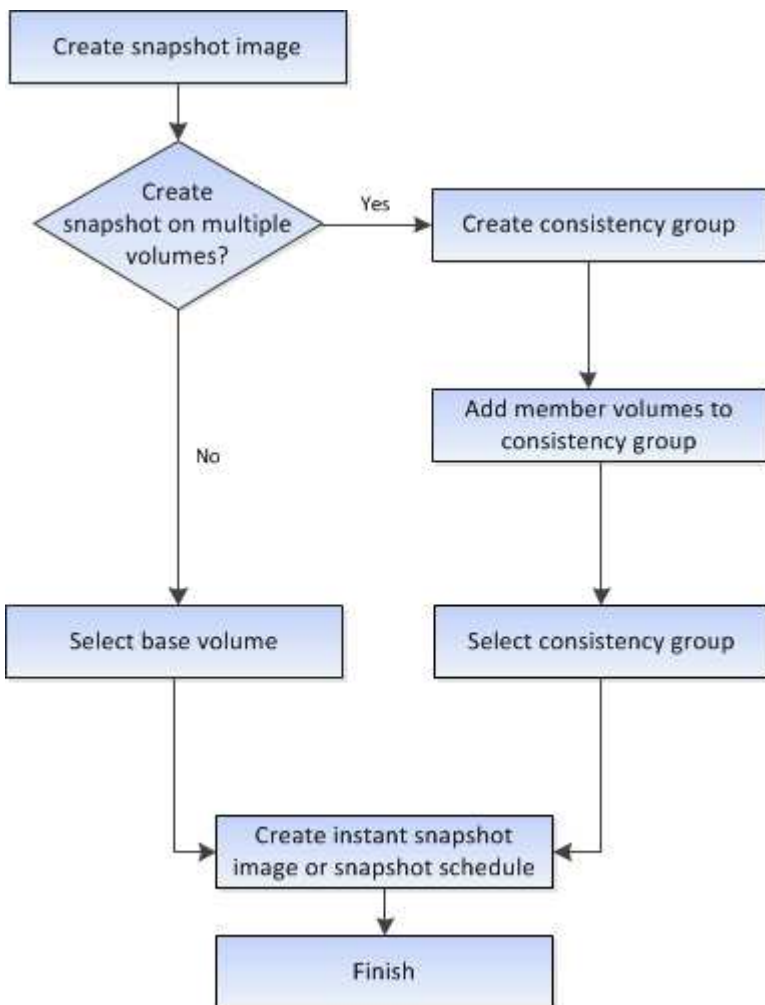 Create snapshot image
Create
snapshot on multiple
volumes?
Yes
Create consistency group
Add member volumes to
consistency group
No
Select base volume
Select consistency group
Create instant snapshot
image or snapshot schedule
Finish